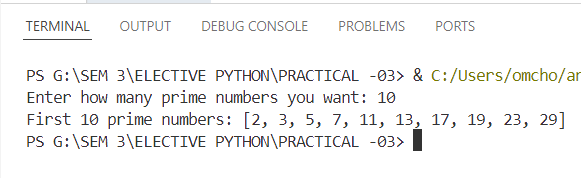 TERMINAL OUTPUT DEBUG CONSOLE PROBLEMS PORTS
PS G:\SEM 3\ELECTIVE PYTHON\PRACTICAL -03> & C:/Users/omcho/an
Enter how many prime numbers you want: 10
First 10 prime numbers: [2, 3, 5, 7, 11, 13, 17, 19, 23, 29]
PS G:\SEM 3\ELECTIVE PYTHON\PRACTICAL -03>